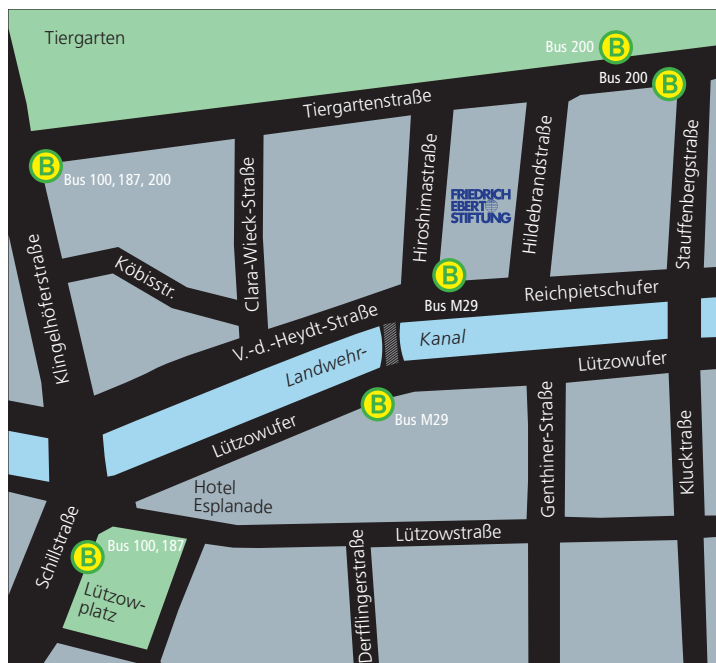 Tiergarten
Bus 200
B
Bus 200
B
Tiergartenstraße
B
Bus 100, 187, 200
Clara-Wieck-Straße
Hiroshimastraße
FRIEDRICH
EBERT
STIFTUNG
Hildebrandstraße
Stauffenbergstraße
Klingelhöferstraße
Köbisstr.
B
Bus M29
Reichpietschufer
V.-d.-Heydt-Straße
Landwehr-
Kanal
Lützowufer
B
Bus M29
Lützowufer
Genthiner-Straße
Klucktraße
Hotel
Esplanade
Schillstraße
B
Bus 100, 187
Lützow-
platz
Lützowstraße
Derfflingerstraße